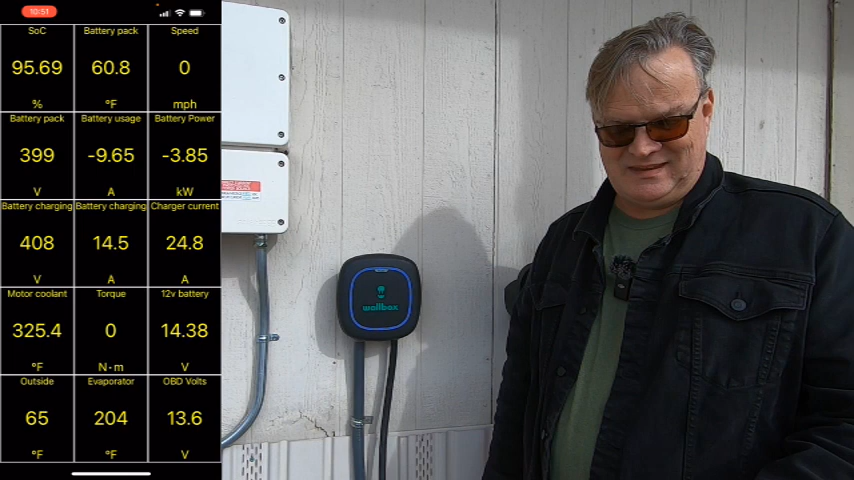 10:51
SoC Battery pack Speed
95.69 60.8 0
% °F mph
Battery pack Battery usage Battery Power
399 -9.65 -3.85
V A kW
Battery charging Battery charging Charger current
408 14.5 24.8
V A A
Motor coolant Torque 12v battery
325.4 0 14.38
°F N·m V
Outside Evaporator OBD Volts
65 204 13.6
°F °F V
wallbox